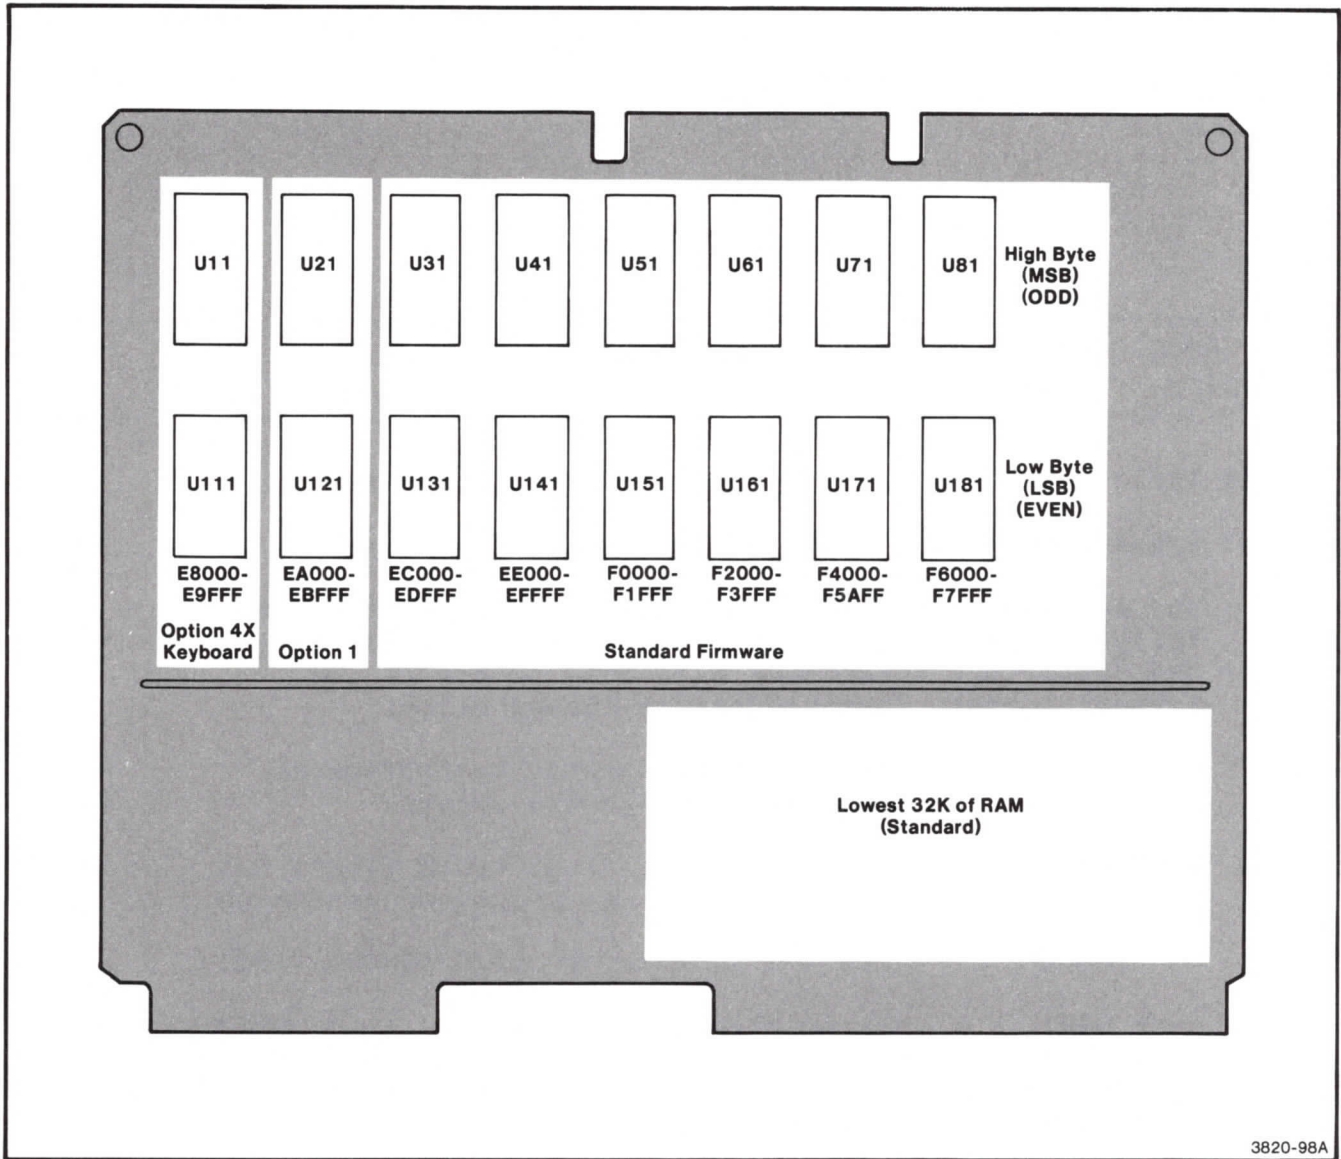 U11 U21 U31 U41 U51 U61 U71 U81
High Byte
(MSB)
(ODD)
U111 U121 U131 U141 U151 U161 U171 U181
Low Byte
(LSB)
(EVEN)
E8000-
E9FFF
EA000-
EBFFF
EC000-
EDFFF
EE000-
EFFFF
F0000-
F1FFF
F2000-
F3FFF
F4000-
F5AFF
F6000-
F7FFF
Option 4X
Keyboard
Option 1
Standard Firmware
Lowest 32K of RAM
(Standard)
3820-98A